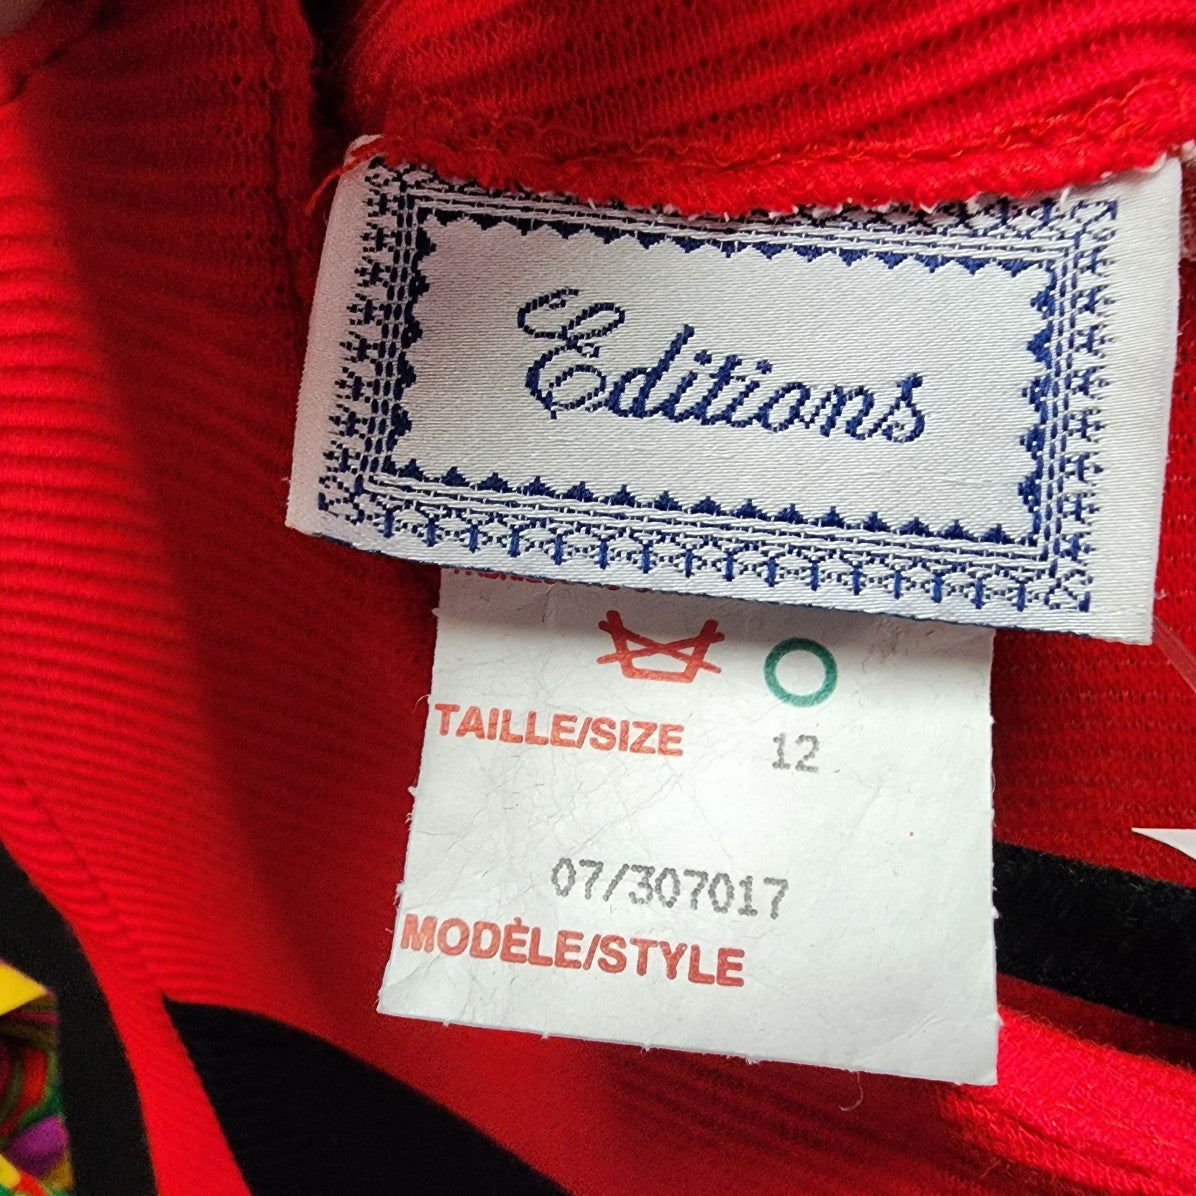 Editions
TAILLE/SIZE 12
07/307017
MODÈLE/STYLE